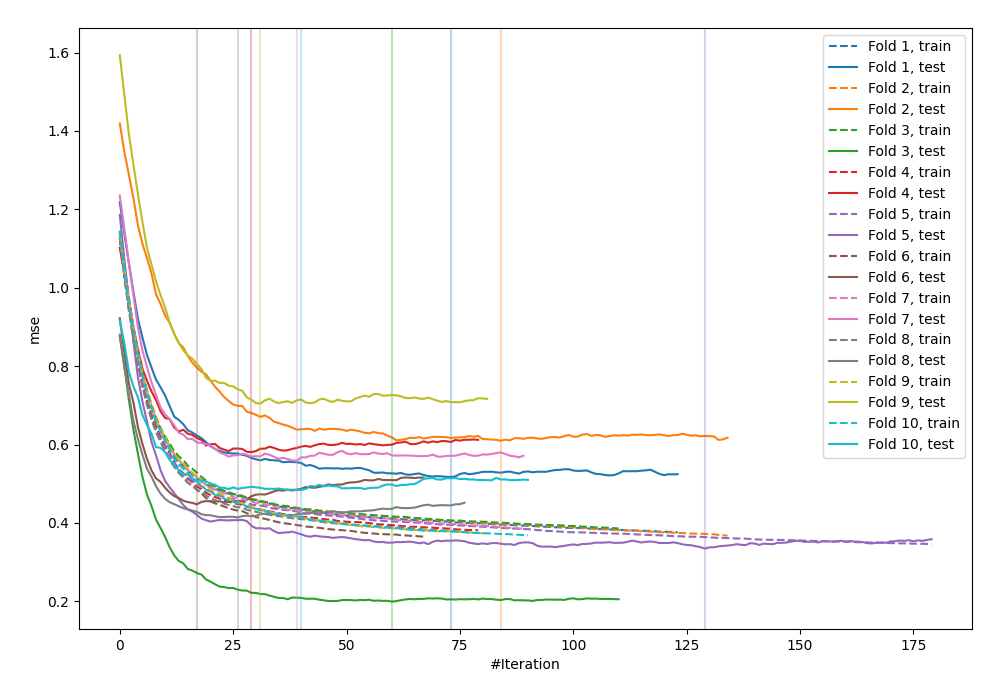 1.6
1.4
1.2
1.0
0.8
0.6
0.4
0.2
mse
0
25
50
75
100
125
150
175
#Iteration
Fold 1, train
Fold 1, test
Fold 2, train
Fold 2, test
Fold 3, train
Fold 3, test
Fold 4, train
Fold 4, test
Fold 5, train
Fold 5, test
Fold 6, train
Fold 6, test
Fold 7, train
Fold 7, test
Fold 8, train
Fold 8, test
Fold 9, train
Fold 9, test
Fold 10, train
Fold 10, test